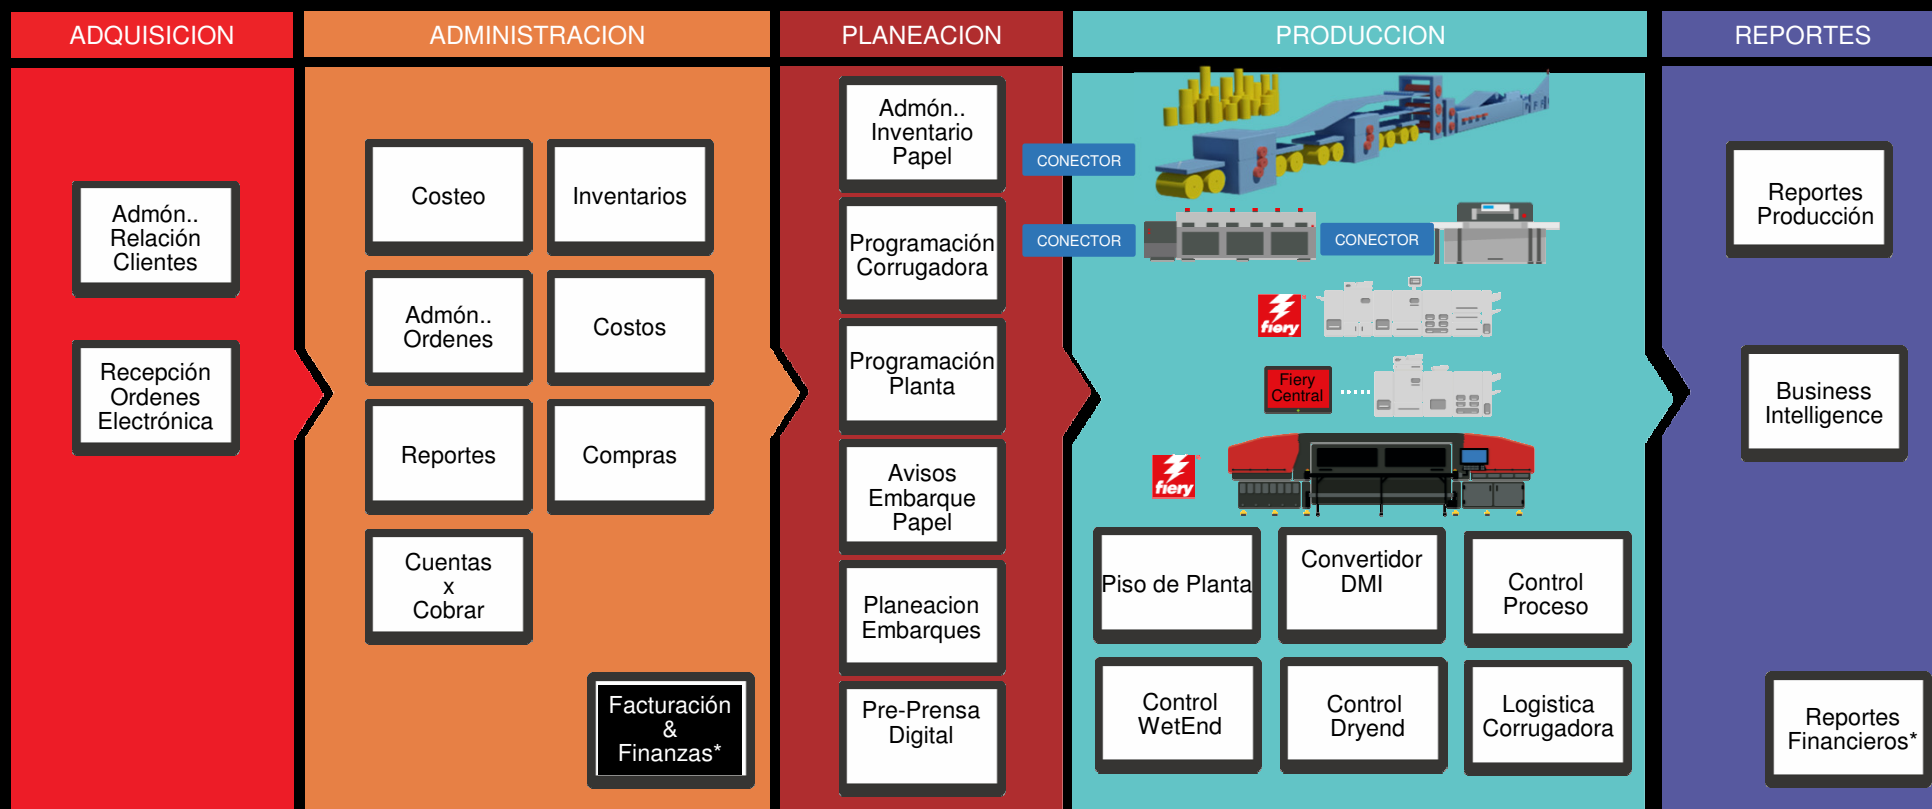 ADQUISICION
Admón..
Relación
Clientes
Recepción
Ordenes
Electrónica
ADMINISTRACION
Costeo
Inventarios
Admón..
Ordenes
Costos
Reportes
Compras
Cuentas
x
Cobrar
Facturación
&
Finanzas*
PLANEACION
Admón..
Inventario
Papel
Programación
Corrugadora
Programación
Planta
Avisos
Embarque
Papel
Planeacion
Embarques
Pre-Prensa
Digital
PRODUCCION
CONECTOR
CONECTOR
CONECTOR
fiery
Fiery
Central
fiery
Piso de Planta
Convertidor
DMI
Control
Proceso
Control
WetEnd
Control
Dryend
Logistica
Corrugadora
REPORTES
Reportes
Producción
Business
Intelligence
Reportes
Financieros*